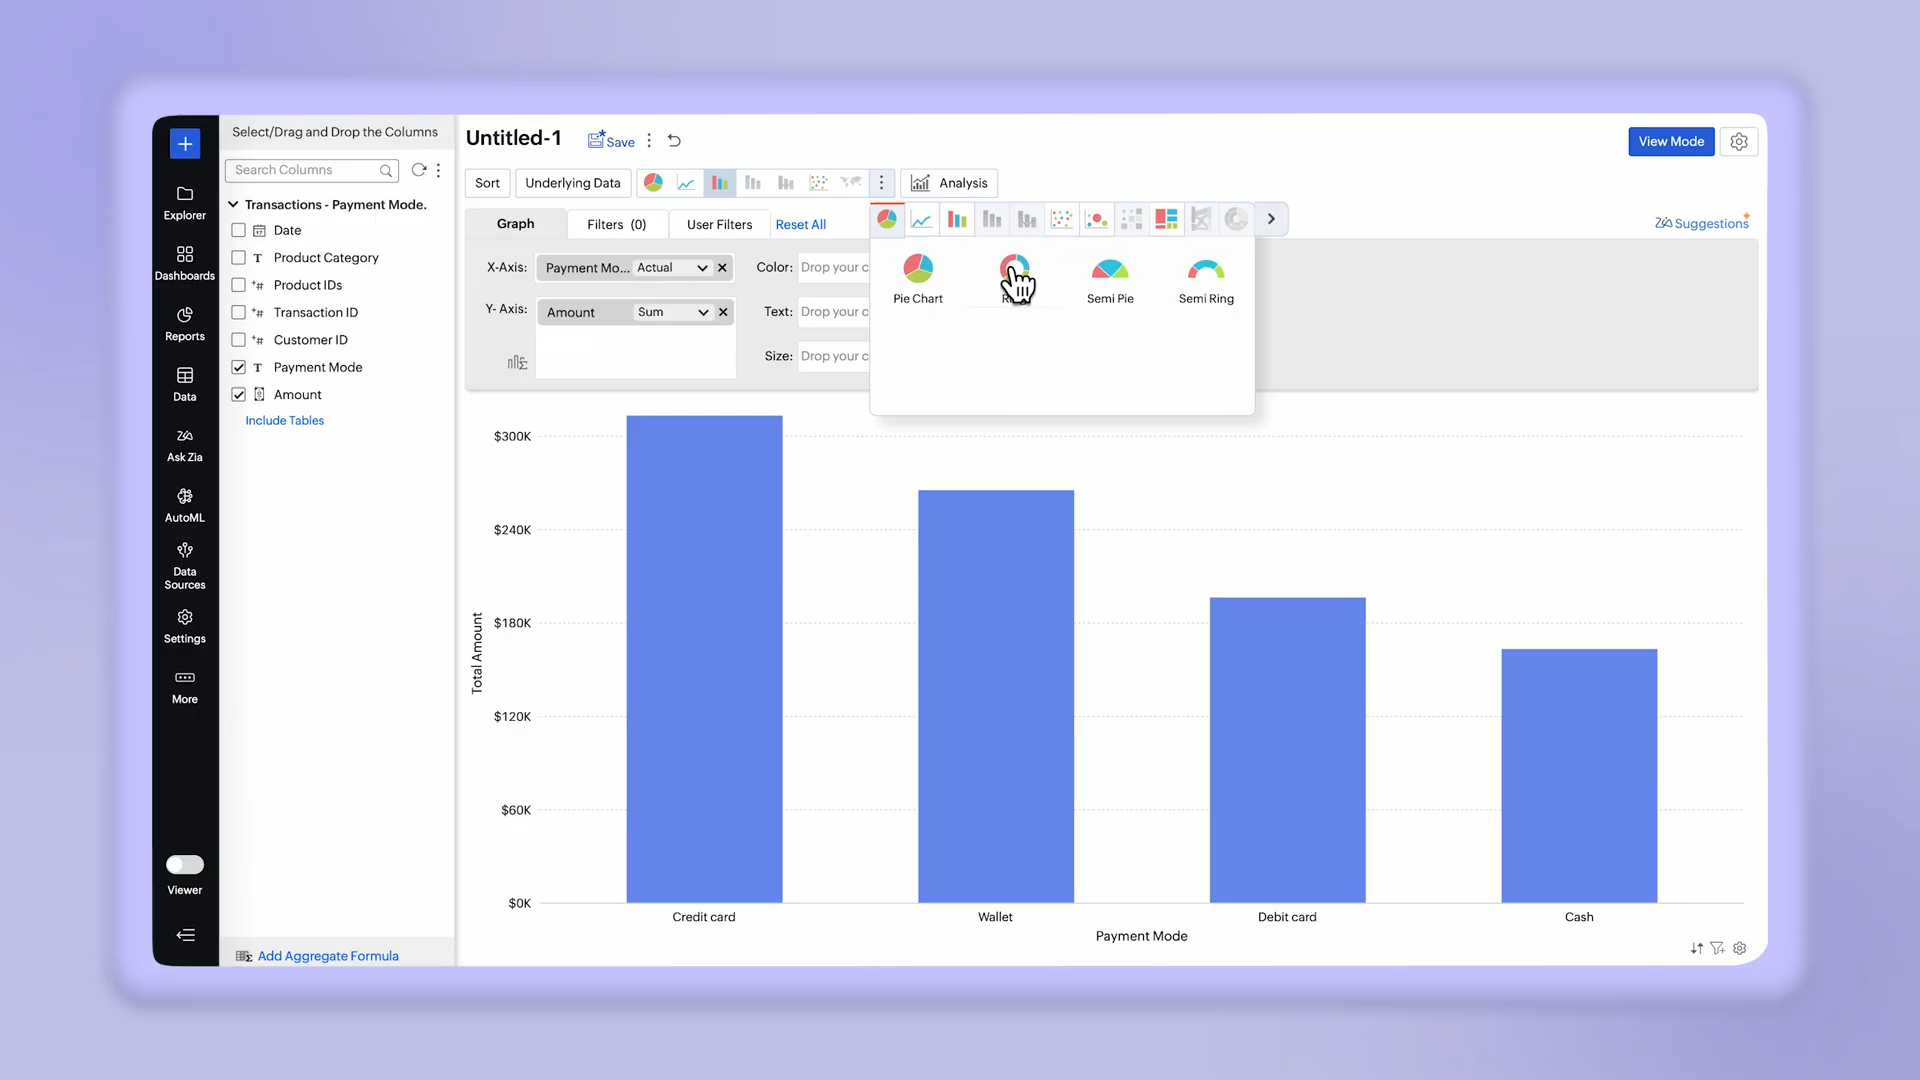 Select/Drag and Drop the Columns
Untitled-1
Save
View Mode
Search Columns
Sort
Underlying Data
Analysis
Explorer
Transactions - Payment Mode.
Graph
Filters (0)
User Filters
Reset All
Suggestions
Date
Product Category
Product IDs
Transaction ID
Customer ID
Payment Mode
Amount
Include Tables
Dashboards
Reports
Data
Ask Zia
AutoML
Data
Sources
Settings
More
Viewer
Add Aggregate Formula
X-Axis:
Payment Mo...
Actual
Color:
Drop your c
Y- Axis:
Amount
Sum
Text:
Drop your c
Size:
Drop your c
Pie Chart
Semi Pie
Semi Ring
$300K
$240K
$180K
$120K
$60K
$0K
Total Amount
Credit card
Wallet
Debit card
Cash
Payment Mode